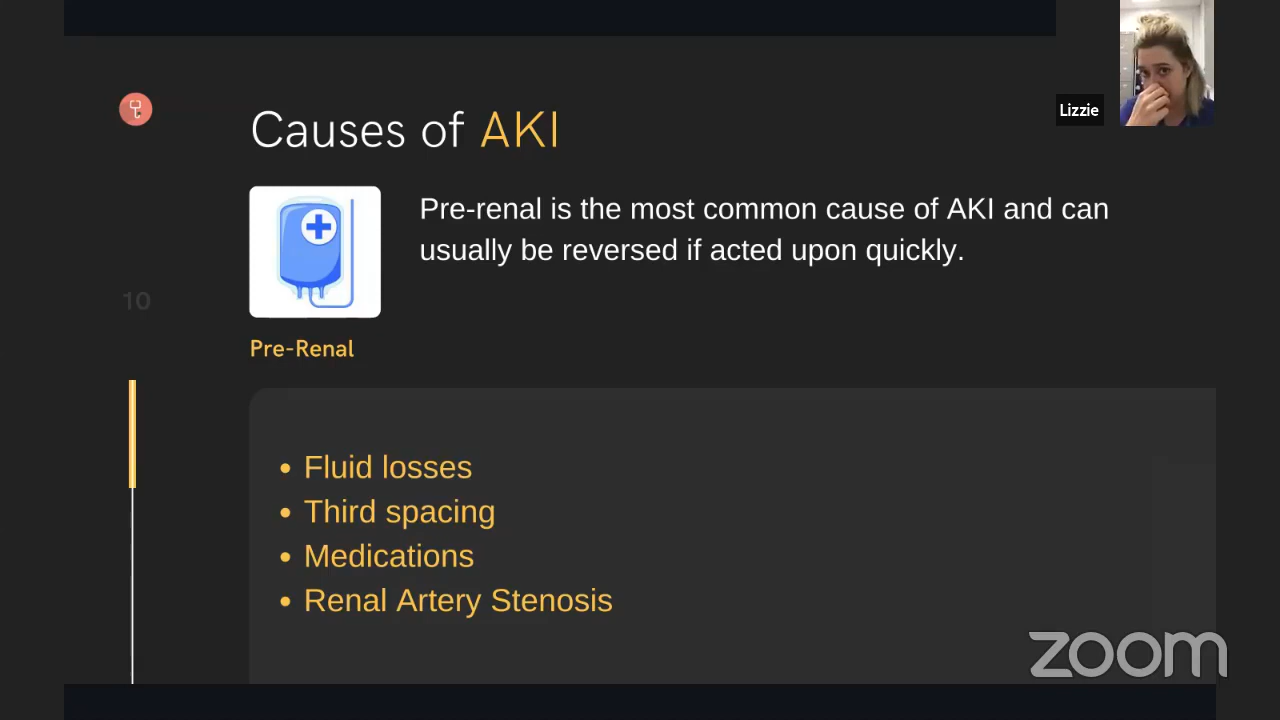 Lizzie
Causes of AKI
Pre-renal is the most common cause of AKI and can
usually be reversed if acted upon quickly.
10
Pre-Renal
• Fluid losses
• Third spacing
• Medications
• Renal Artery Stenosis
zoom